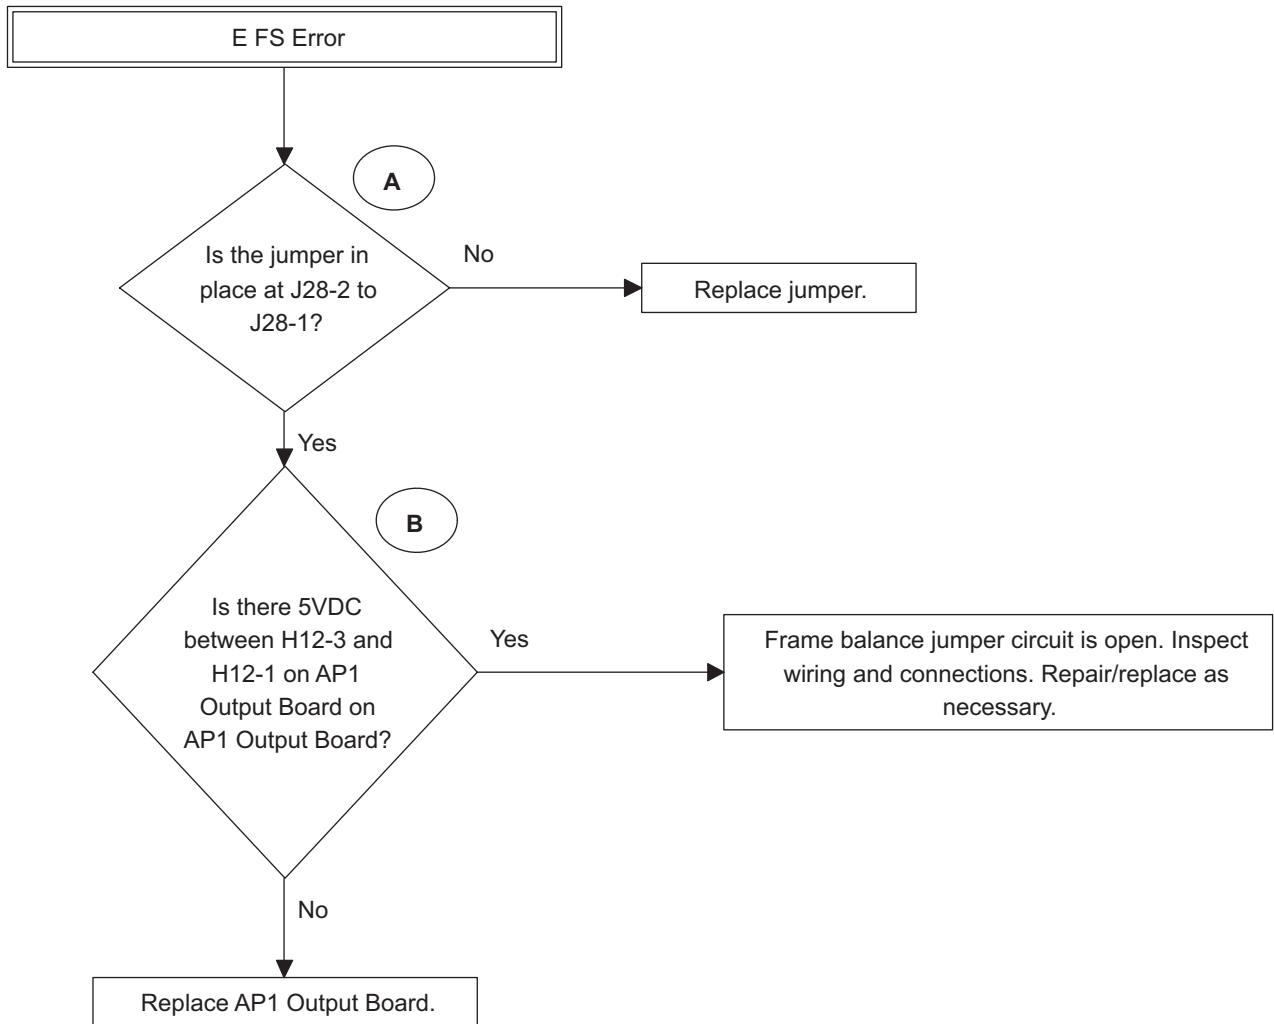 E FS Error
A
Is the jumper in
place at J28-2 to
J28-1?
No
Replace jumper.
Yes
B
Is there 5VDC
between H12-3 and
H12-1 on AP1
Output Board on
AP1 Output Board?
Yes
Frame balance jumper circuit is open. Inspect
wiring and connections. Repair/replace as
necessary.
No
Replace AP1 Output Board.